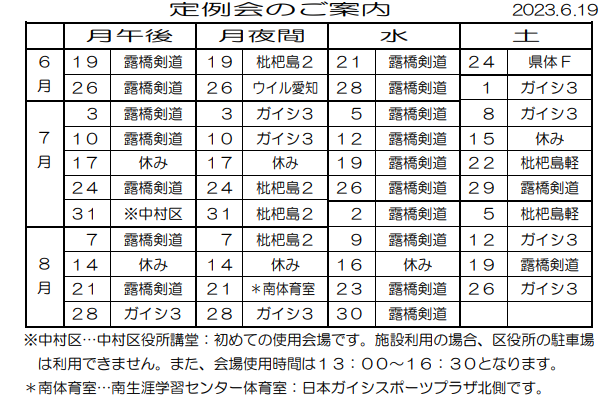 定例会のご案内 2023.6.19
月午後 月夜間 水 土
6月 19 露橋剣道 19 枇杷島2 21 露橋剣道 24 県体F
26 露橋剣道 26 ウイル愛知 28 露橋剣道 1 ガイシ3
7月 3 露橋剣道 3 ガイシ3 5 露橋剣道 8 ガイシ3
10 露橋剣道 10 ガイシ3 12 露橋剣道 15 休み
17 休み 17 休み 19 露橋剣道 22 枇杷島軽
24 露橋剣道 24 枇杷島2 26 露橋剣道 29 露橋剣道
31 ※中村区 31 枇杷島2 2 露橋剣道 5 枇杷島軽
8月 7 露橋剣道 7 枇杷島2 9 露橋剣道 12 ガイシ3
14 休み 14 休み 16 休み 19 露橋剣道
21 露橋剣道 21 *南体育室 23 露橋剣道 26 ガイシ3
28 ガイシ3 28 ガイシ3 30 露橋剣道
※中村区…中村区役所講堂：初めての使用会場です。施設利用の場合、区役所の駐車場
は利用できません。また、会場使用時間は13：00～16：30となります。
*南体育室…南生涯学習センター体育室：日本ガイシスポーツプラザ北側です。